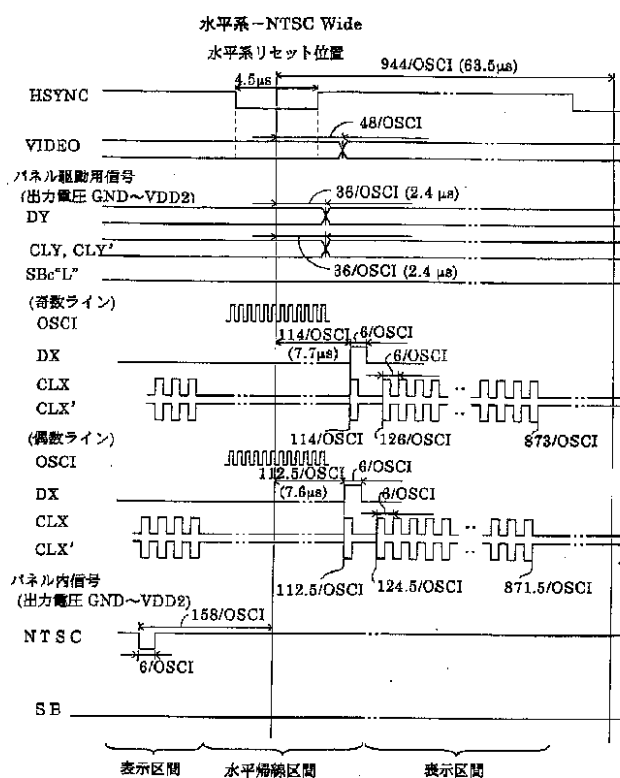 水平系－NTSC Wide
水平系リセット位置
944/OSCI (63.5μs)
4.5μs
HSYNC
48/OSCI
VIDEO
パネル駆動用信号
(出力電圧 GND～VDD2)
36/OSCI (2.4 μs)
DY
CLY, CLY'
36/OSCI (2.4 μs)
SBc"L"
(奇数ライン)
OSCI
114/OSCI
6/OSCI
DX
(7.7μs)
6/OSCI
CLX
CLX'
114/OSCI
126/OSCI
873/OSCI
(偶数ライン)
OSCI
112.5/OSCI
6/OSCI
DX
(7.6μs)
6/OSCI
CLX
CLX'
112.5/OSCI
124.5/OSCI
871.5/OSCI
パネル内信号
(出力電圧 GND～VDD2)
158/OSCI
NTSC
6/OSCI
SB
表示区間
水平帰線区間
表示区間